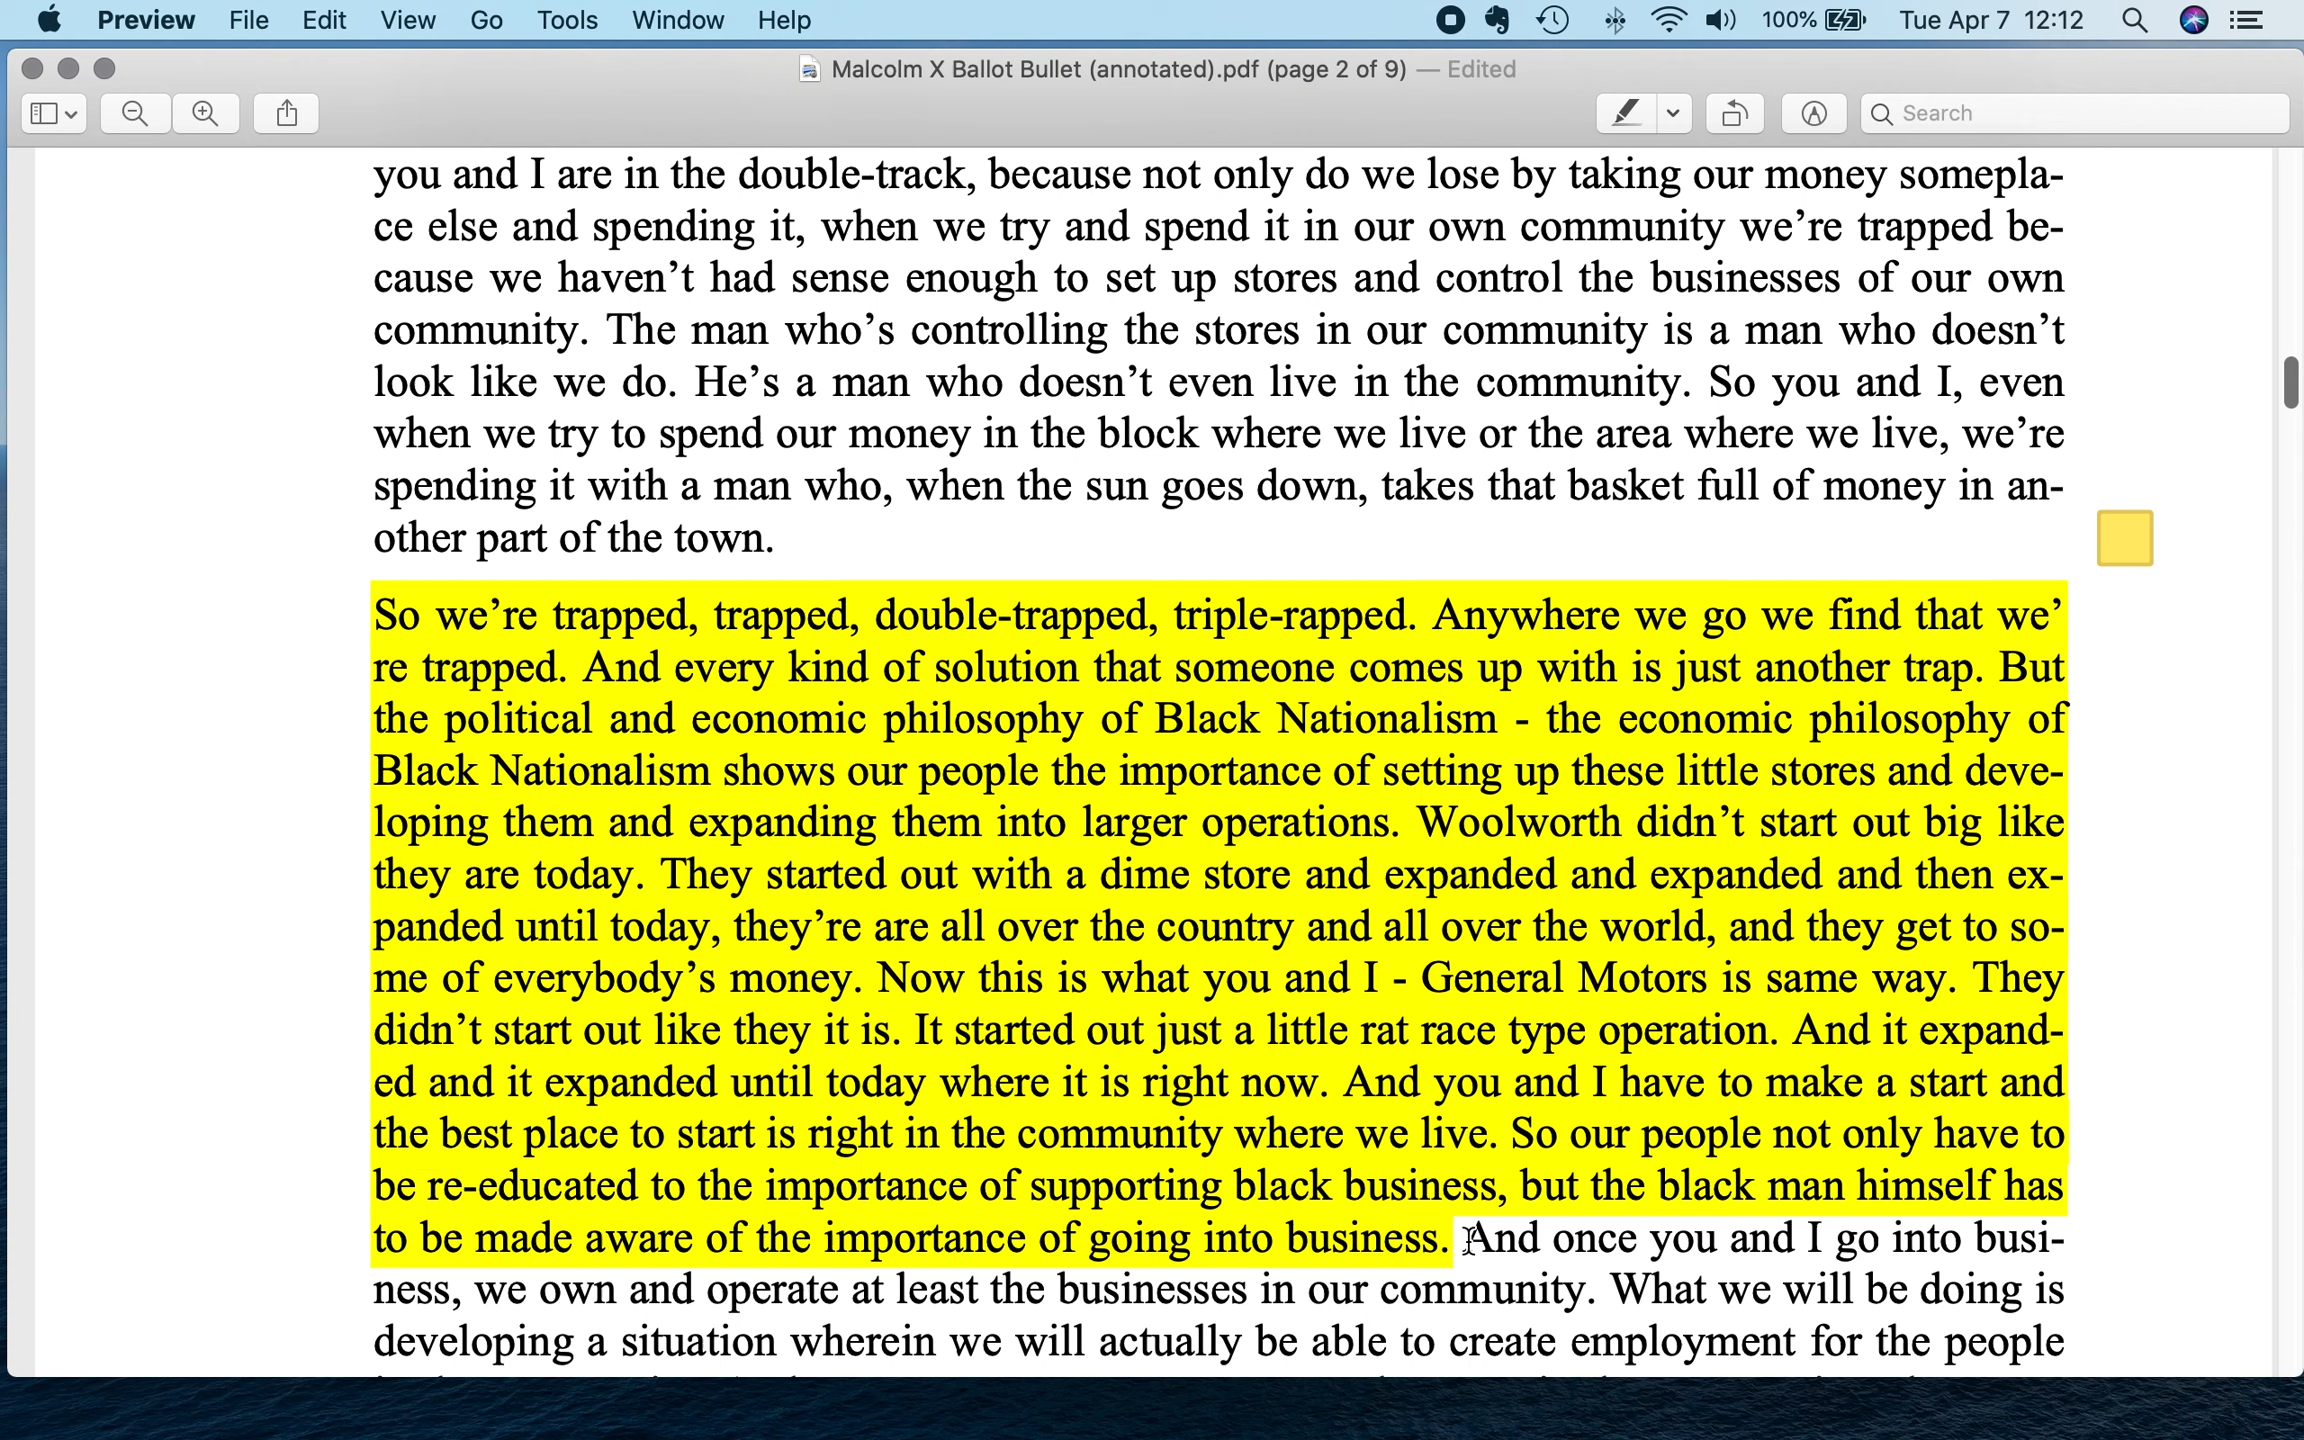 Preview File Edit View Go Tools Window Help 100% Tue Apr 7 12:12
Malcolm X Ballot Bullet (annotated).pdf (page 2 of 9) — Edited
Search
you and I are in the double-track, because not only do we lose by taking our money somepla-
ce else and spending it, when we try and spend it in our own community we’re trapped be-
cause we haven’t had sense enough to set up stores and control the businesses of our own
community. The man who’s controlling the stores in our community is a man who doesn’t
look like we do. He’s a man who doesn’t even live in the community. So you and I, even
when we try to spend our money in the block where we live or the area where we live, we’re
spending it with a man who, when the sun goes down, takes that basket full of money in an-
other part of the town.
So we’re trapped, trapped, double-trapped, triple-rapped. Anywhere we go we find that we’
re trapped. And every kind of solution that someone comes up with is just another trap. But
the political and economic philosophy of Black Nationalism - the economic philosophy of
Black Nationalism shows our people the importance of setting up these little stores and deve-
loping them and expanding them into larger operations. Woolworth didn’t start out big like
they are today. They started out with a dime store and expanded and expanded and then ex-
panded until today, they’re are all over the country and all over the world, and they get to so-
me of everybody’s money. Now this is what you and I - General Motors is same way. They
didn’t start out like they it is. It started out just a little rat race type operation. And it expand-
ed and it expanded until today where it is right now. And you and I have to make a start and
the best place to start is right in the community where we live. So our people not only have to
be re-educated to the importance of supporting black business, but the black man himself has
to be made aware of the importance of going into business. And once you and I go into busi-
ness, we own and operate at least the businesses in our community. What we will be doing is
developing a situation wherein we will actually be able to create employment for the people